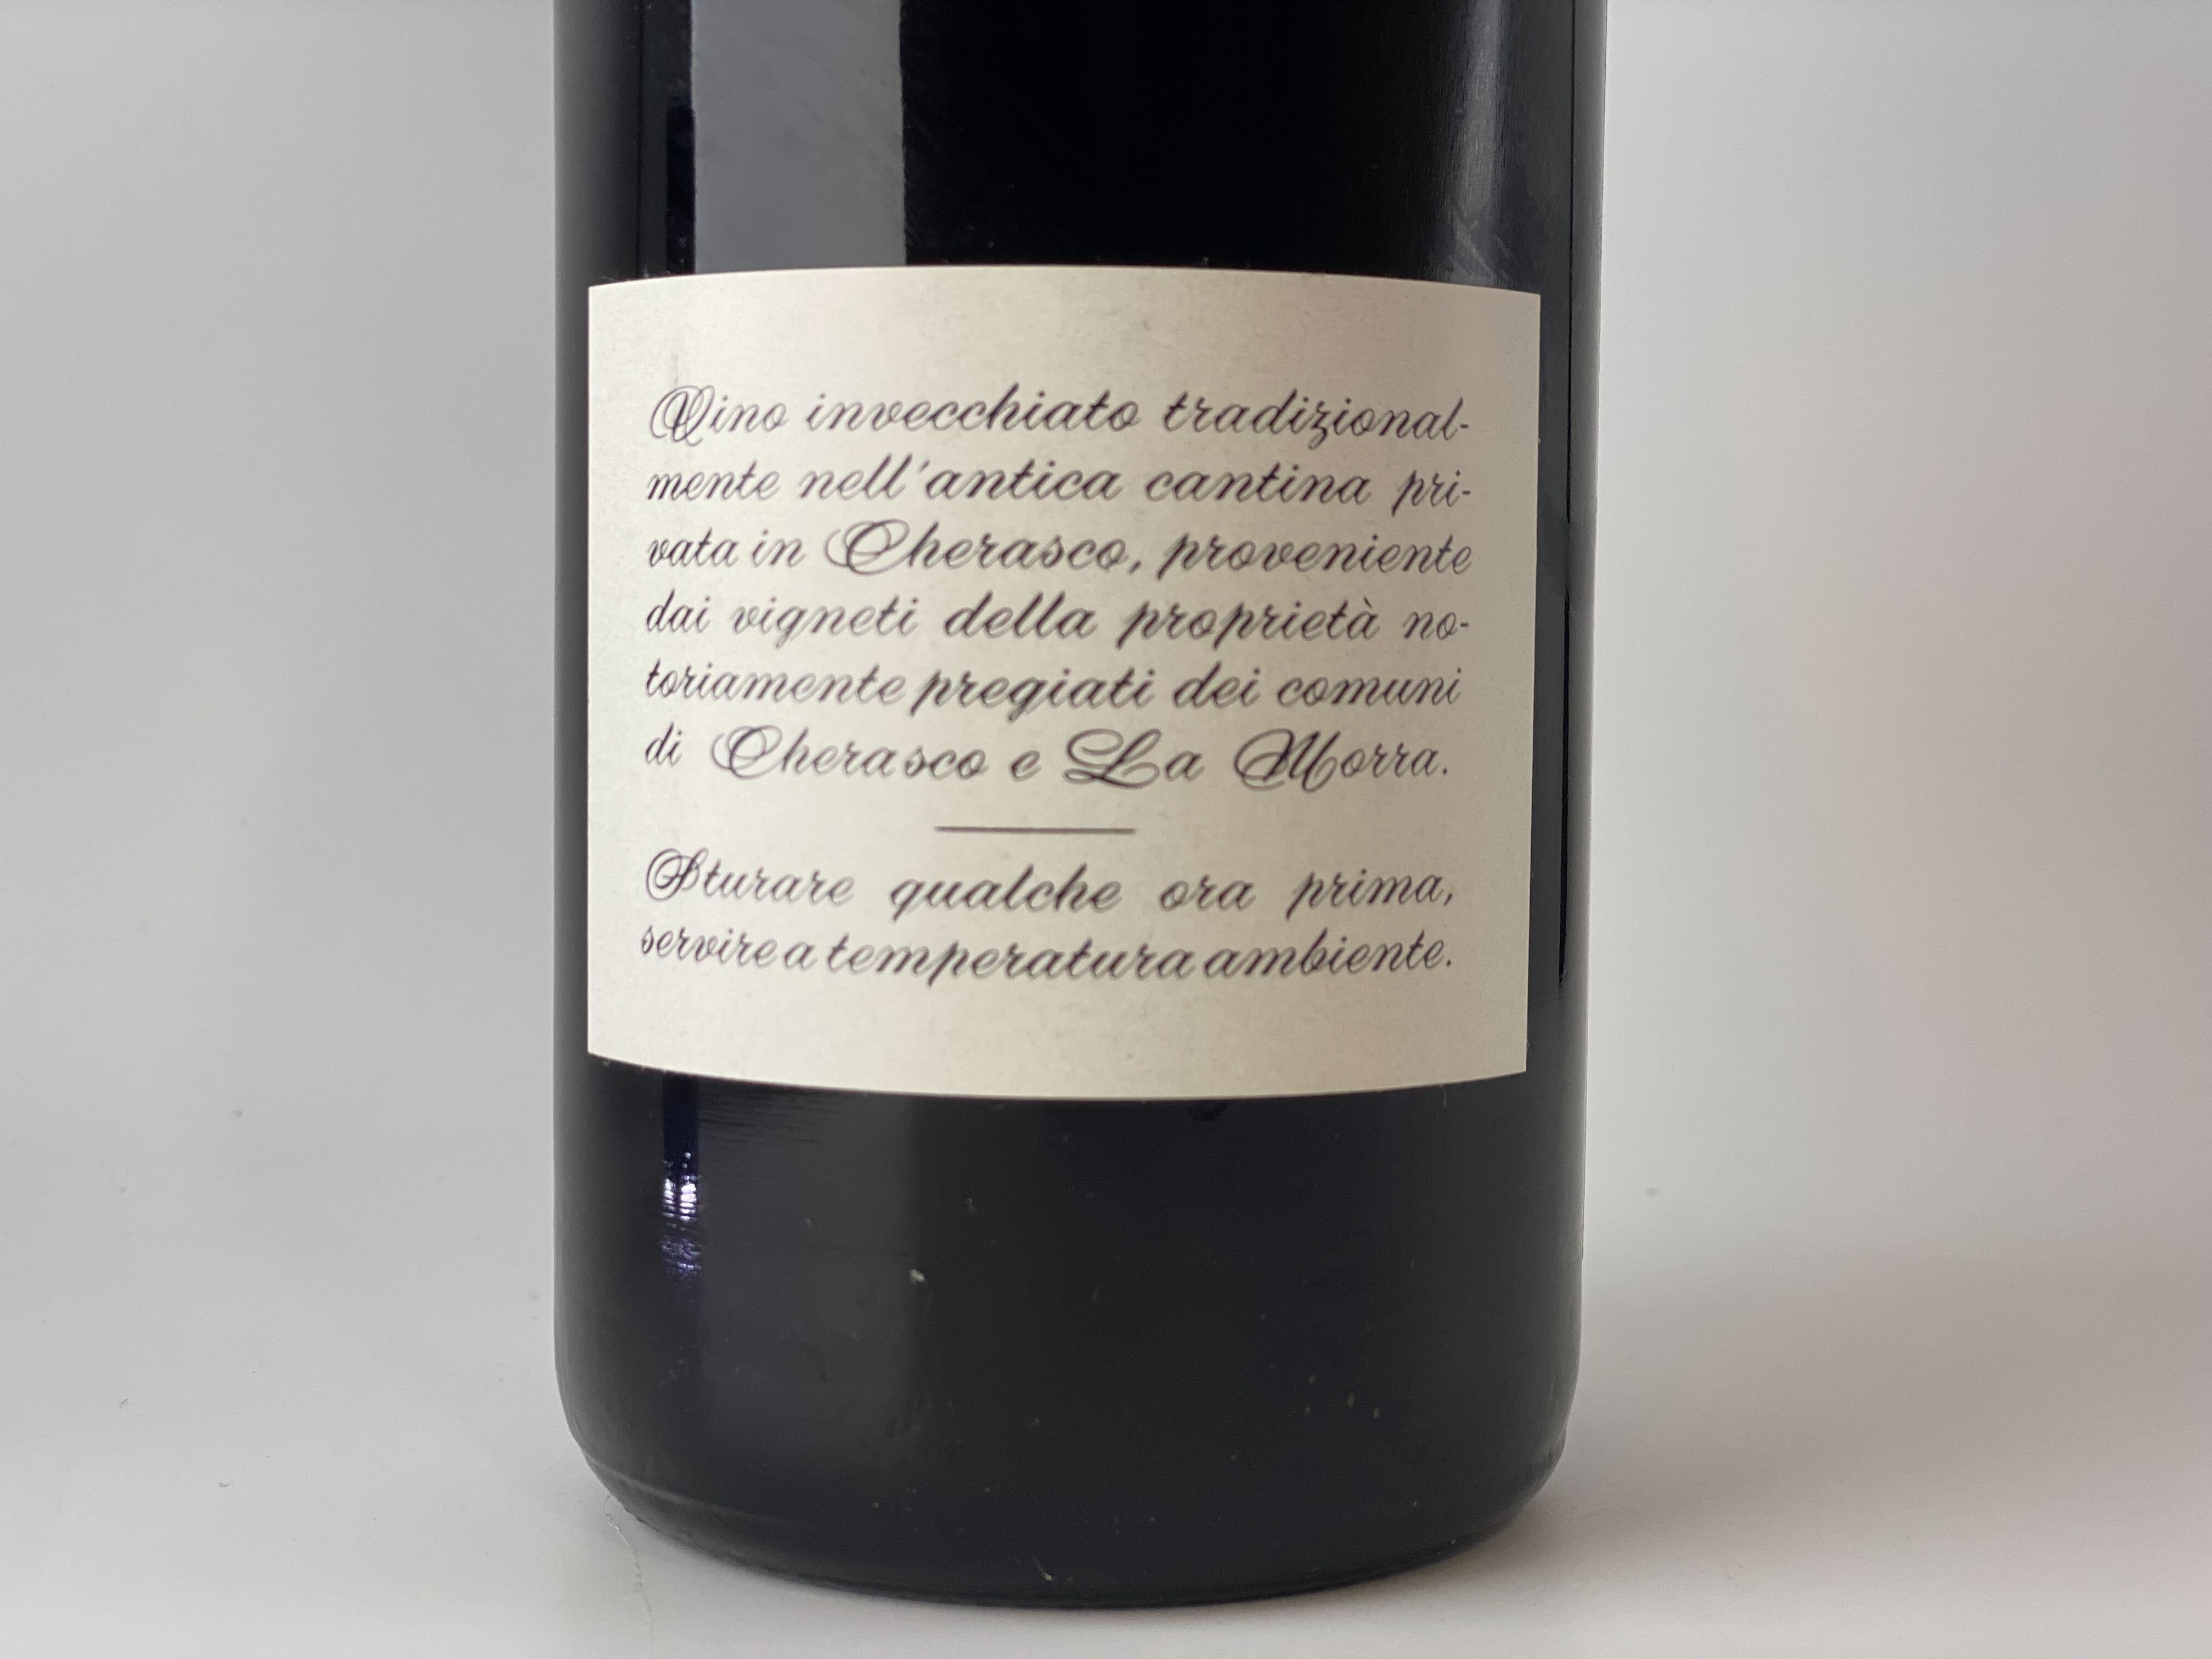 Vino invecchiato tradizional-
mente nell'antica cantina pri-
vata in Cherasco, proveniente
dai vigneti della proprietà no-
toriamente pregiati dei comuni
di Cherasco e La Morra.
Sturare qualche ora prima,
servire a temperatura ambiente.